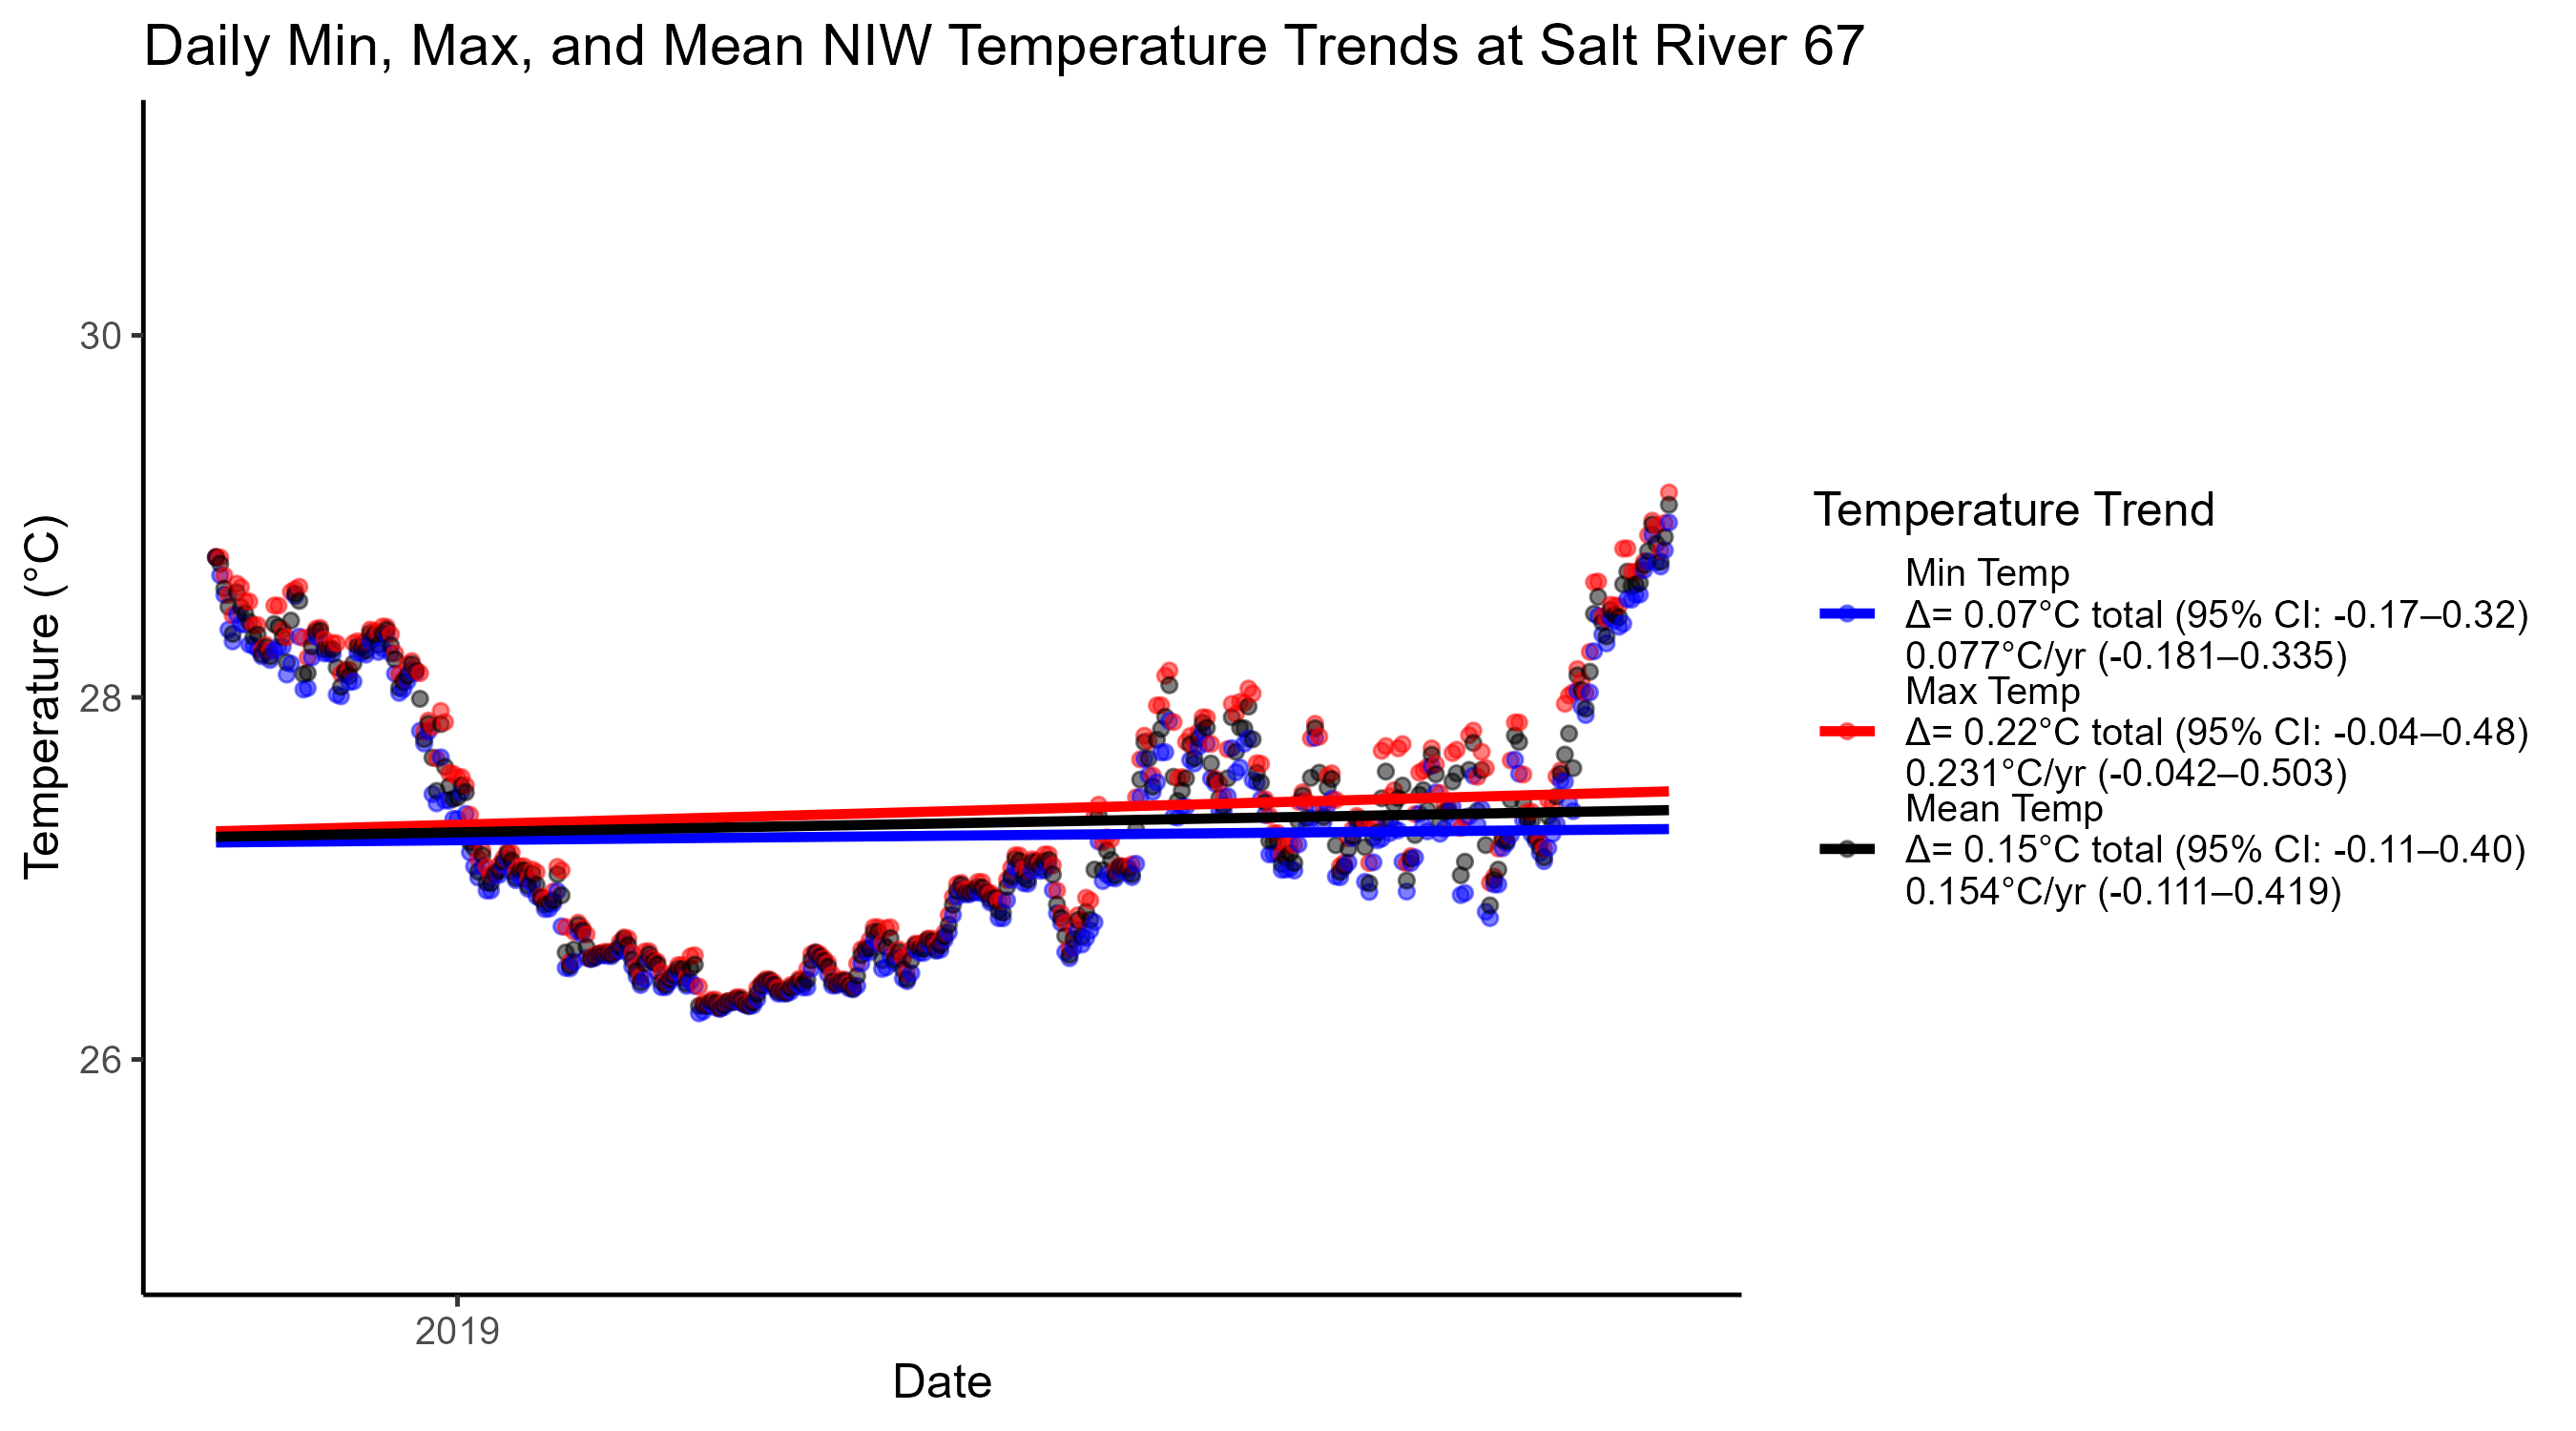 Daily Min, Max, and Mean NIW Temperature Trends at Salt River 67
Temperature (°C)
30
28
26
2019
Date
Temperature Trend
Min Temp
Δ= 0.07°C total (95% CI: -0.17–0.32)
0.077°C/yr (-0.181–0.335)
Max Temp
Δ= 0.22°C total (95% CI: -0.04–0.48)
0.231°C/yr (-0.042–0.503)
Mean Temp
Δ= 0.15°C total (95% CI: -0.11–0.40)
0.154°C/yr (-0.111–0.419)